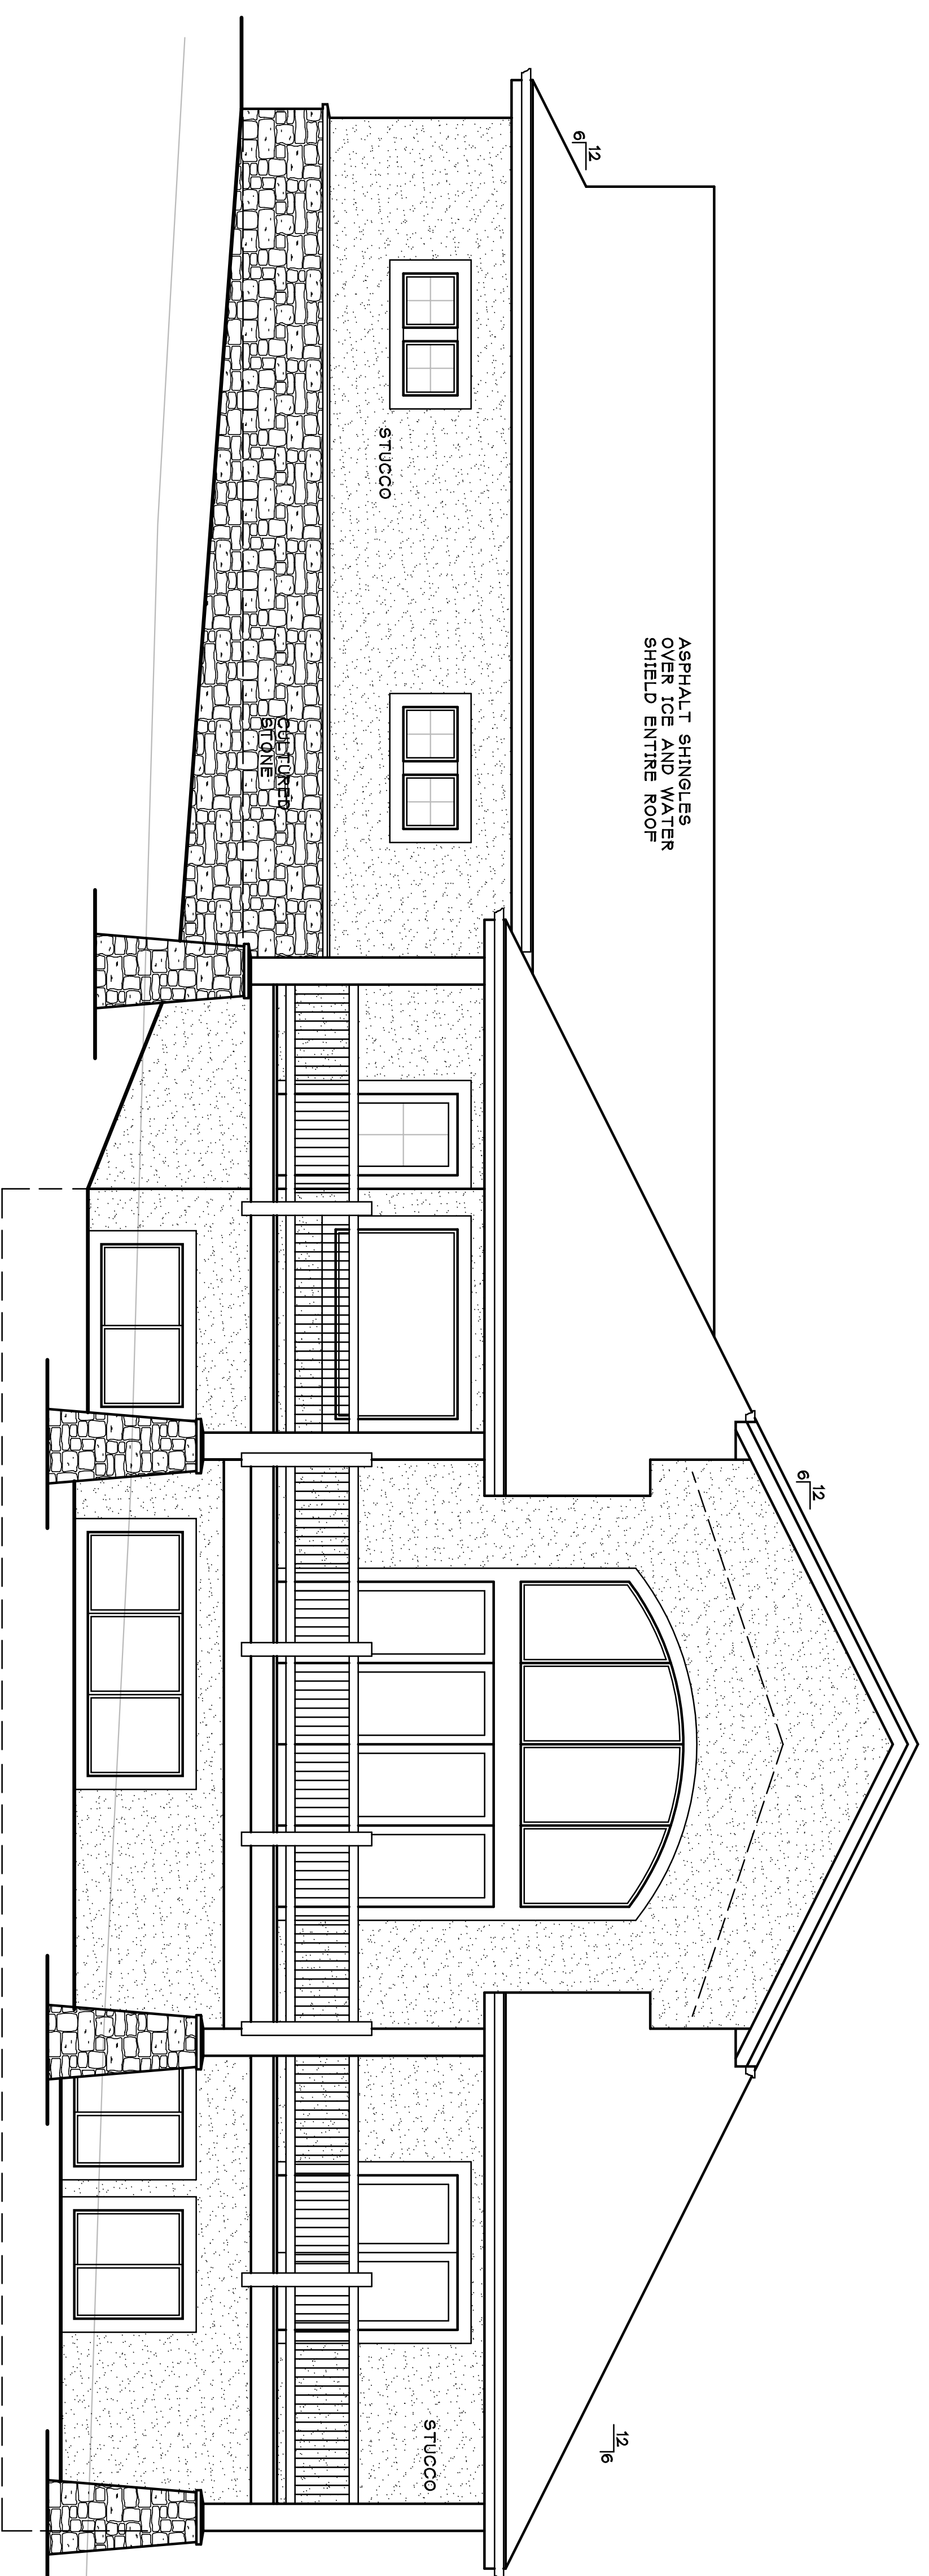 12
6
ASPHALT SHINGLES
OVER ICE AND WATER
SHIELD ENTIRE ROOF
12
6
12
6
STUCCO
CULTURED
STONE
STUCCO